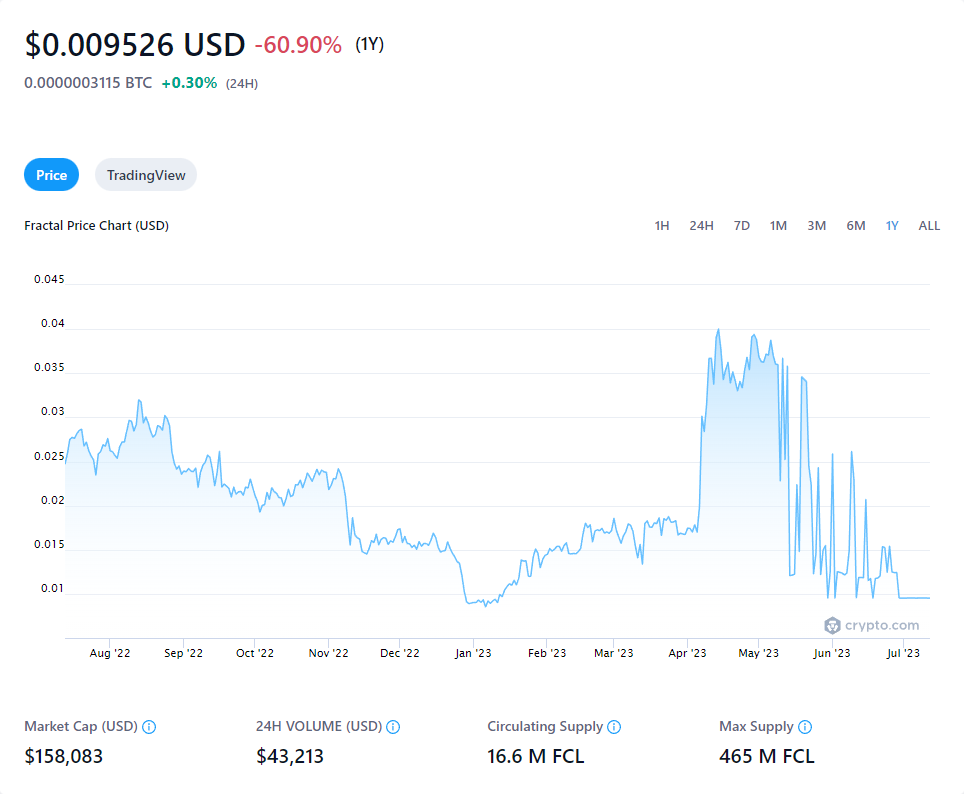 $0.009526 USD -60.90% (1Y)
0.0000003115 BTC +0.30% (24H)
Price TradingView
Fractal Price Chart (USD) 1H 24H 7D 1M 3M 6M 1Y ALL
0.045
0.04
0.035
0.03
0.025
0.02
0.015
0.01
crypto.com
Aug '22 Sep '22 Oct '22 Nov '22 Dec '22 Jan '23 Feb '23 Mar '23 Apr '23 May '23 Jun '23 Jul '23
Market Cap (USD) 24H VOLUME (USD) Circulating Supply Max Supply
$158,083 $43,213 16.6 M FCL 465 M FCL